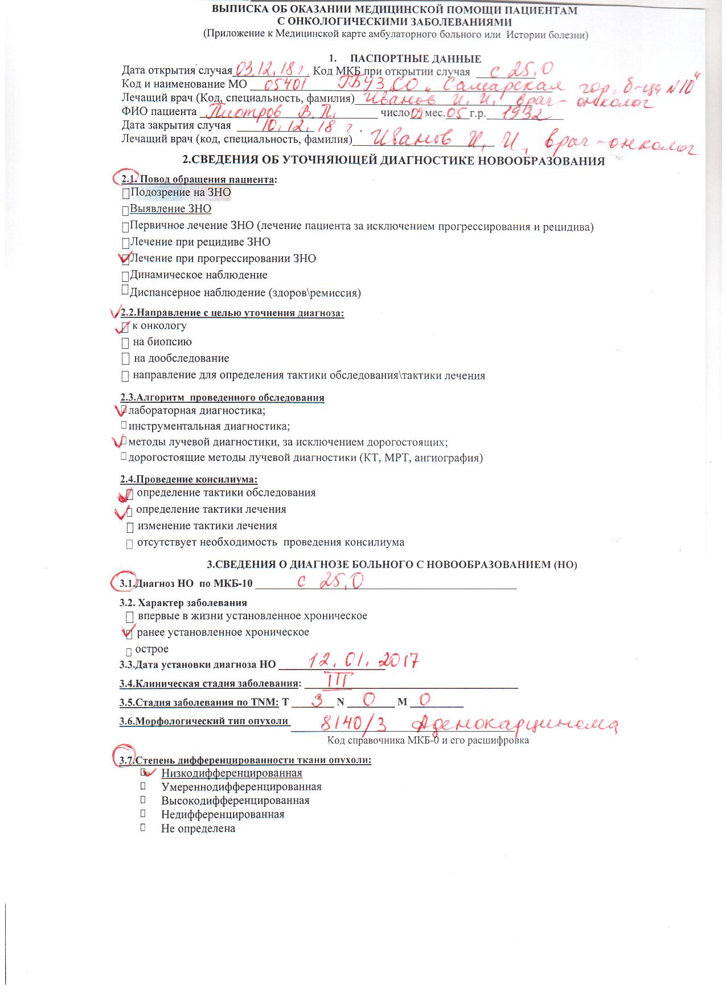 ВЫПИСКА ОБ ОКАЗАНИИ МЕДИЦИНСКОЙ ПОМОЩИ ПАЦИЕНТАМ
С ОНКОЛОГИЧЕСКИМИ ЗАБОЛЕВАНИЯМИ
(Приложение к Медицинской карте амбулаторного больного или Истории болезни)
1. ПАСПОРТНЫЕ ДАННЫЕ
Дата открытия случая 03.12.18 г. Код МКБ при открытии случая с 25.0
Код и наименование МО 05401 ГБУЗ СО „Самарская гор. б-ца N10"
Лечащий врач (Код, специальность, фамилия) Иванов И. И. врач-онколог
ФИО пациента Пиотров В.П. число 09 мес. 05 г.р. 1932
Дата закрытия случая 10.12.18 г.
Лечащий врач (код, специальность, фамилия) Иванов И, И, врач-онколог
2.СВЕДЕНИЯ ОБ УТОЧНЯЮЩЕЙ ДИАГНОСТИКЕ НОВООБРАЗОВАНИЯ
2.1. Повод обращения пациента:
Подозрение на ЗНО
Выявление ЗНО
Первичное лечение ЗНО (лечение пациента за исключением прогрессирования и рецидива)
Лечение при рецидиве ЗНО
Лечение при прогрессировании ЗНО
Динамическое наблюдение
Диспансерное наблюдение (здоров\ремиссия)
2.2.Направление с целью уточнения диагноза:
к онкологу
на биопсию
на дообследование
направление для определения тактики обследования\тактики лечения
2.3.Алгоритм проведенного обследования
лабораторная диагностика;
инструментальная диагностика;
методы лучевой диагностики, за исключением дорогостоящих;
дорогостоящие методы лучевой диагностики (КТ, МРТ, ангиография)
2.4.Проведение консилиума:
определение тактики обследования
определение тактики лечения
изменение тактики лечения
отсутствует необходимость проведения консилиума
3.СВЕДЕНИЯ О ДИАГНОЗЕ БОЛЬНОГО С НОВООБРАЗОВАНИЕМ (НО)
3.1.Диагноз НО по МКБ-10 с 25.0
3.2. Характер заболевания
впервые в жизни установленное хроническое
ранее установленное хроническое
острое
3.3.Дата установки диагноза НО 12.01.2017
3.4.Клиническая стадия заболевания: III
3.5.Стадия заболевания по TNM: T 3 N 0 M 0
3.6.Морфологический тип опухоли 8140/3 Аденокарцинома
Код справочника МКБ-0 и его расшифровка
3.7.Степень дифференцированности ткани опухоли:
Низкодифференцированная
Умереннодифференцированная
Высокодифференцированная
Недифференцированная
Не определена